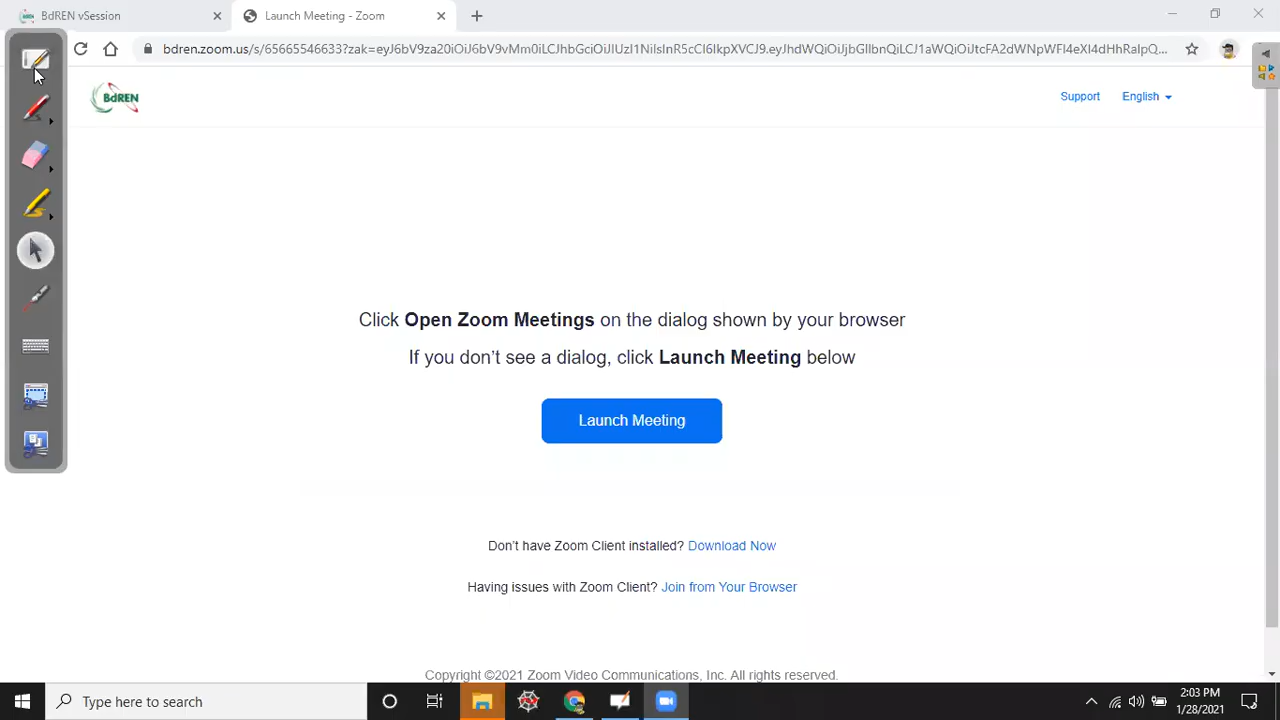 BdREN vSession
Launch Meeting - Zoom
BdREN
Support
English
Click Open Zoom Meetings on the dialog shown by your browser
If you don't see a dialog, click Launch Meeting below
Launch Meeting
Don't have Zoom Client installed? Download Now
Having issues with Zoom Client? Join from Your Browser
Copyright ©2021 Zoom Video Communications, Inc. All rights reserved.
Type here to search
2:03 PM
1/28/2021